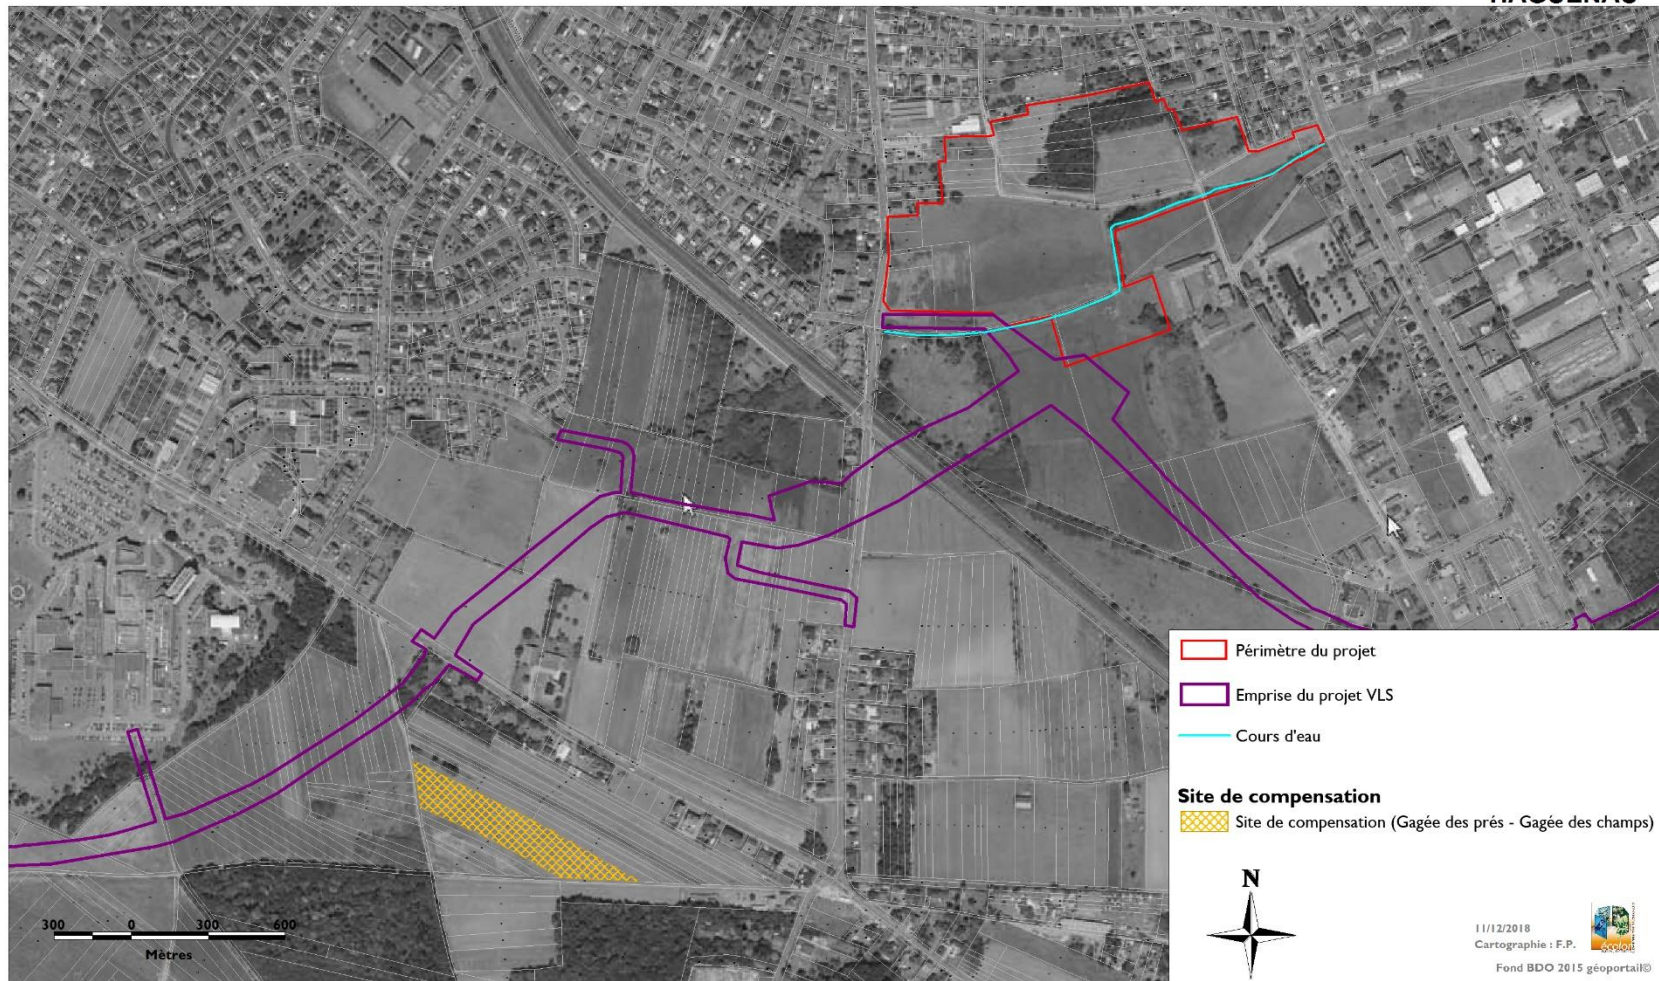 HAGUENAU
Périmètre du projet
Emprise du projet VLS
Cours d'eau
Site de compensation
Site de compensation (Gagée des prés - Gagée des champs)
N
300 0 300 600
Mètres
11/12/2018
Cartographie : F.P.
écolor
Fond BDO 2015 géoportail©